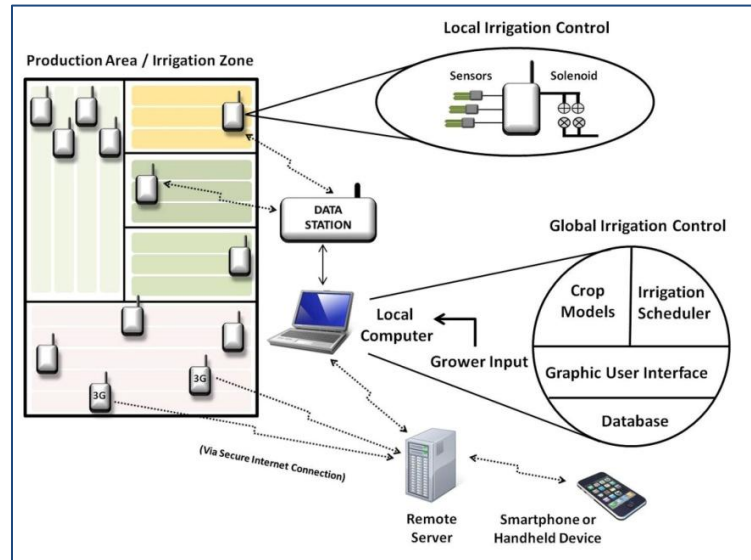 Local Irrigation Control
Production Area / Irrigation Zone
Sensors
Solenoid
DATA
STATION
Global Irrigation Control
Crop
Models
Irrigation
Scheduler
Local
Computer
Grower Input
Graphic User Interface
Database
3G
3G
(Via Secure Internet Connection)
Remote
Server
Smartphone or
Handheld Device